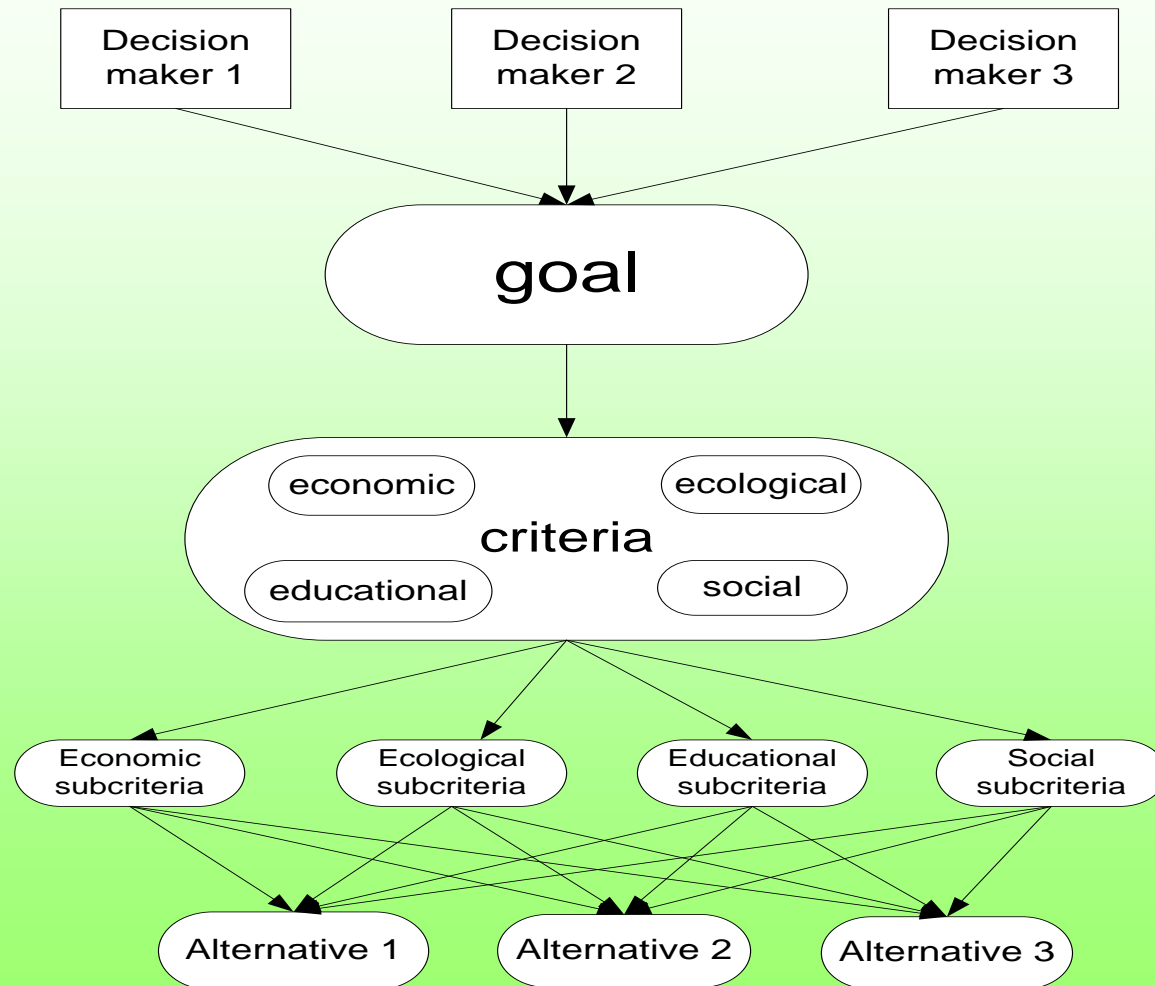 Decision
maker 1
Decision
maker 2
Decision
maker 3
goal
economic
ecological
criteria
educational
social
Economic
subcriteria
Ecological
subcriteria
Educational
subcriteria
Social
subcriteria
Alternative 1
Alternative 2
Alternative 3